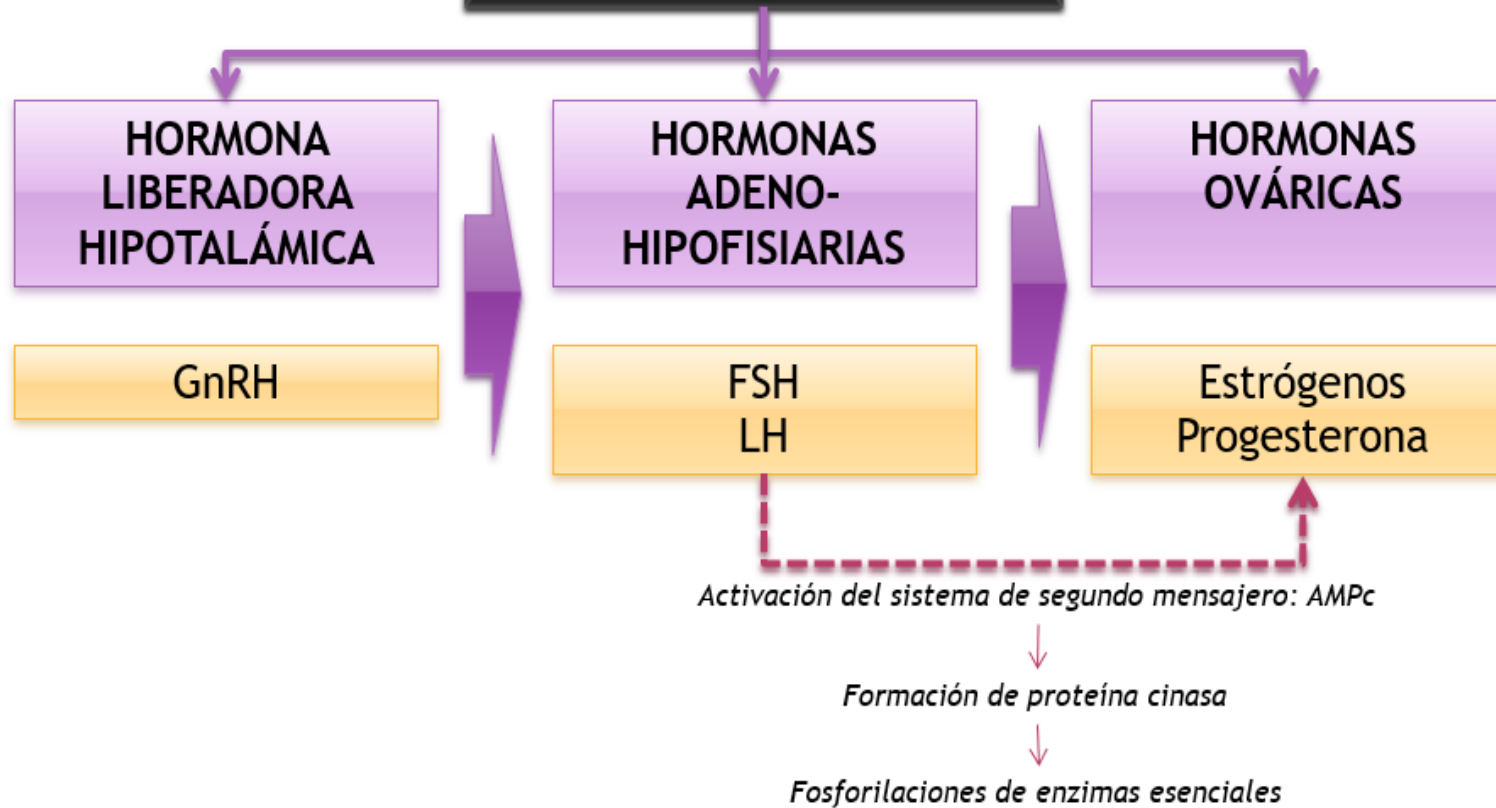 HORMONA
LIBERADORA
HIPOTALÁMICA
HORMONAS
ADENO-
HIPOFISIARIAS
HORMONAS
OVÁRICAS
GnRH
FSH
LH
Estrógenos
Progesterona
Activación del sistema de segundo mensajero: AMPc
Formación de proteína cinasa
Fosforilaciones de enzimas esenciales